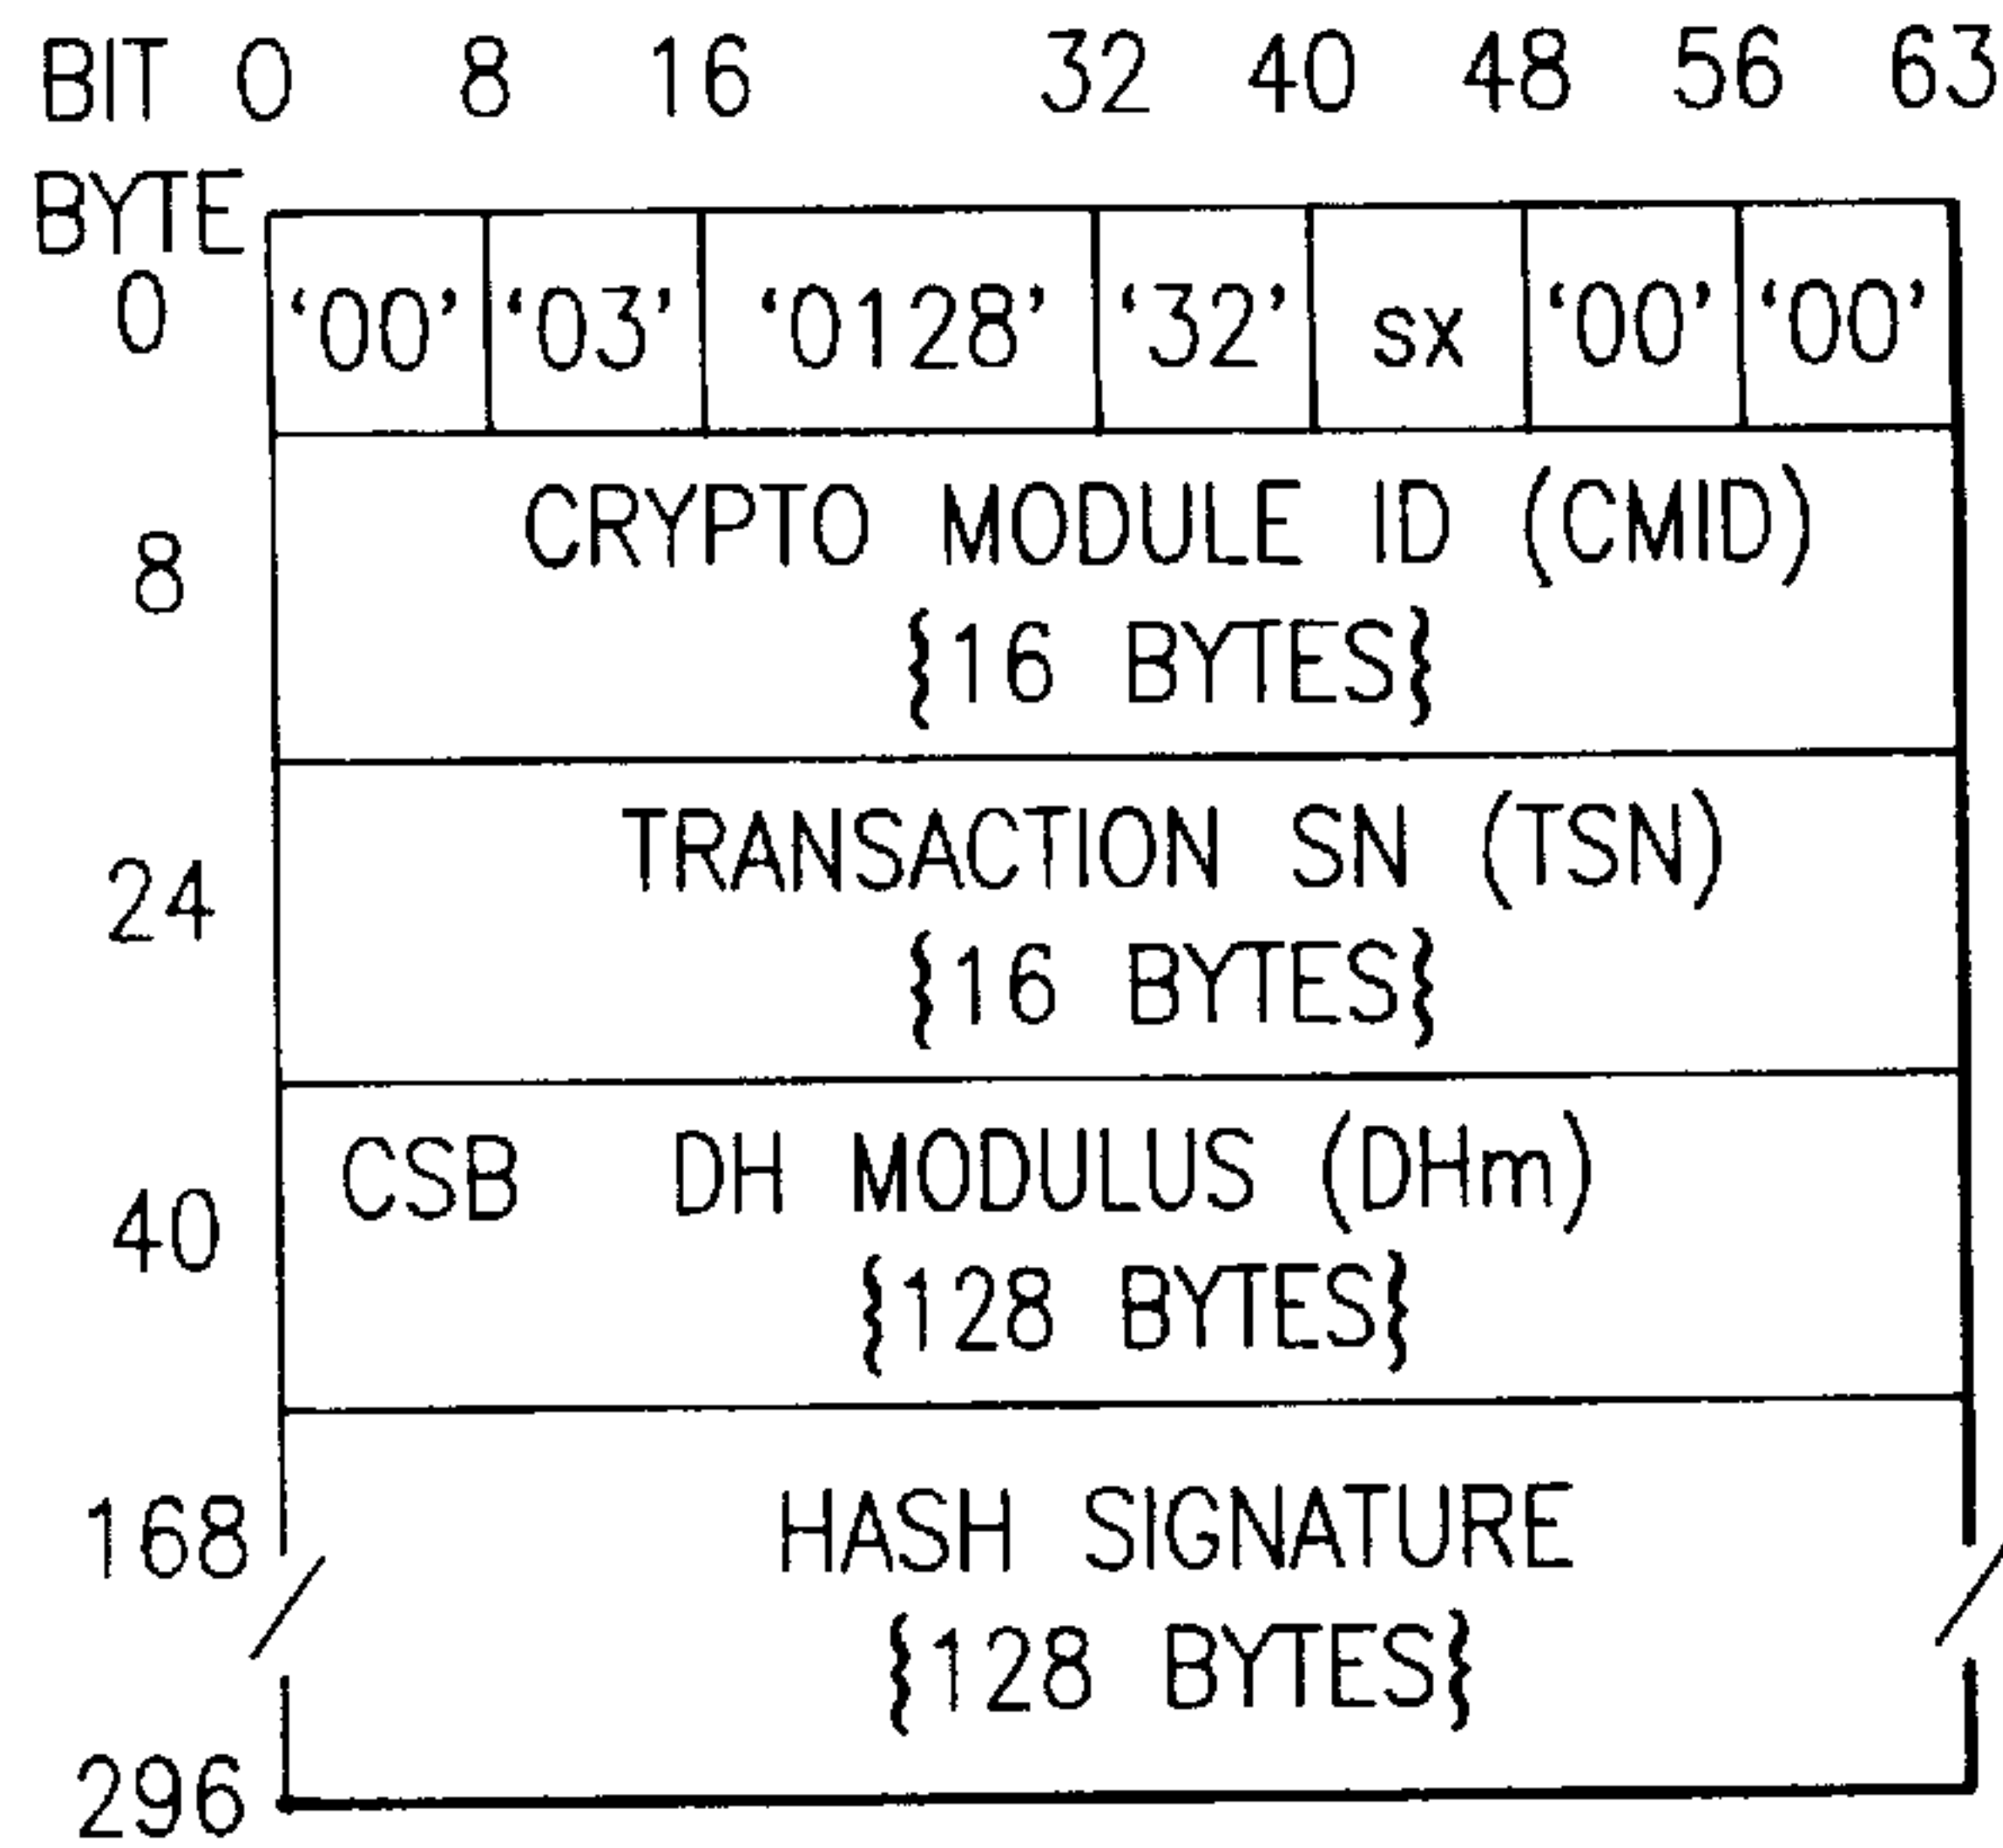 BIT 0 8 16 32 40 48 56 63
BYTE
0 ‘00’ ‘03’ ‘0128’ ‘32’ sx ‘00’ ‘00’
CRYPTO MODULE ID (CMID)
8
{16 BYTES}
TRANSACTION SN (TSN)
24
{16 BYTES}
CSB DH MODULUS (DHm)
40
{128 BYTES}
168 HASH SIGNATURE
{128 BYTES}
296